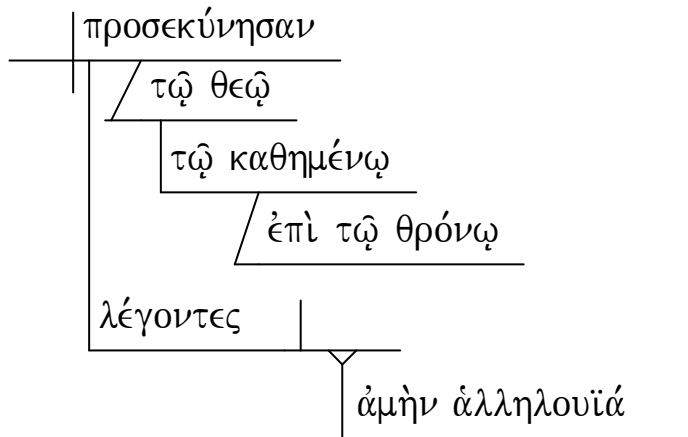 προσεκύνησαν
τῷ θεῷ
τῷ καθημένῳ
ἐπὶ τῷ θρόνῳ
λέγοντες
ἀμὴν ἁλληλουϊά